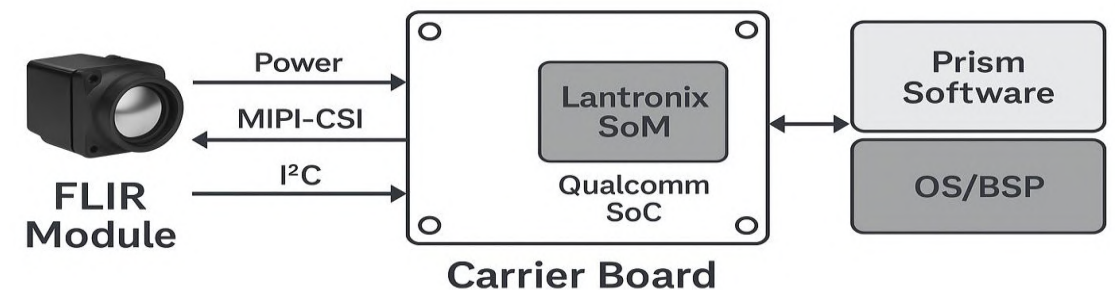 Power
MIPI-CSI
I²C
FLIR
Module
Lantronix
SoM
Qualcomm
SoC
Carrier Board
Prism
Software
OS/BSP